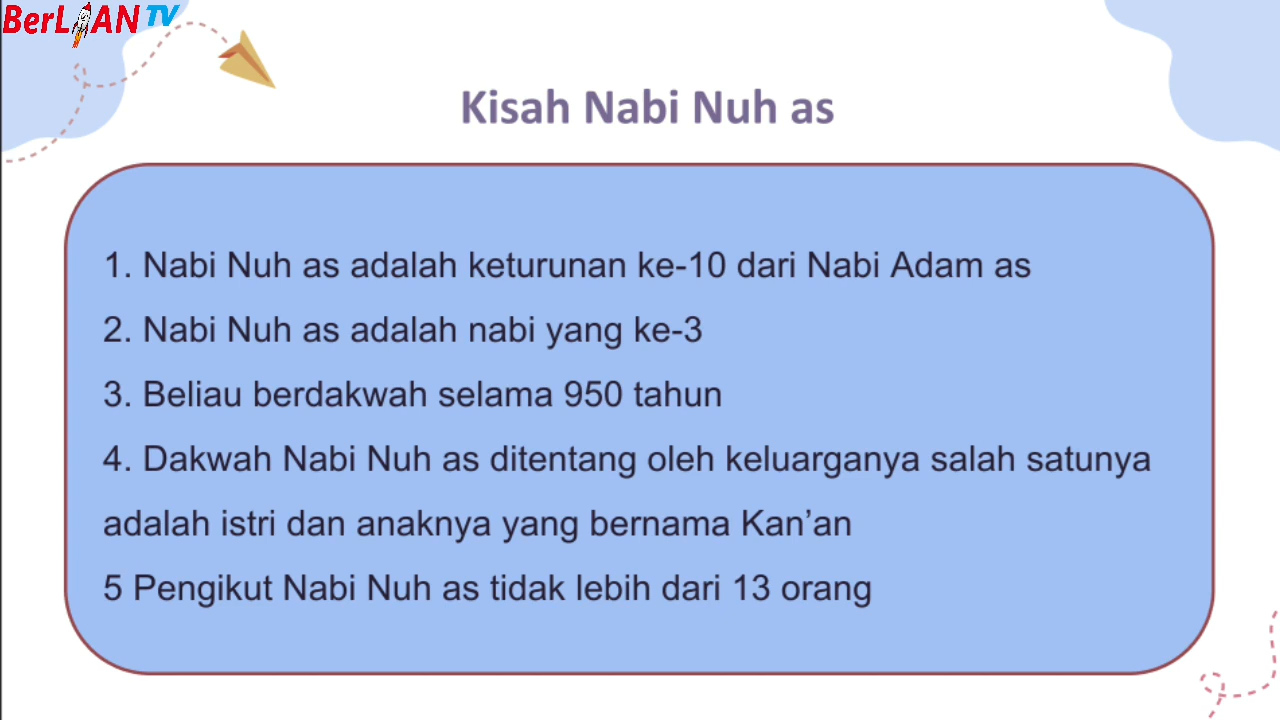 BerLIAN TV
Kisah Nabi Nuh as
1. Nabi Nuh as adalah keturunan ke-10 dari Nabi Adam as
2. Nabi Nuh as adalah nabi yang ke-3
3. Beliau berdakwah selama 950 tahun
4. Dakwah Nabi Nuh as ditentang oleh keluarganya salah satunya
adalah istri dan anaknya yang bernama Kan’an
5 Pengikut Nabi Nuh as tidak lebih dari 13 orang